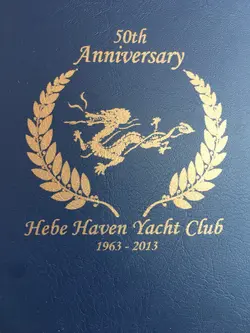 50th
Anniversary
Hebe Haven Yacht Club
1963 - 2013